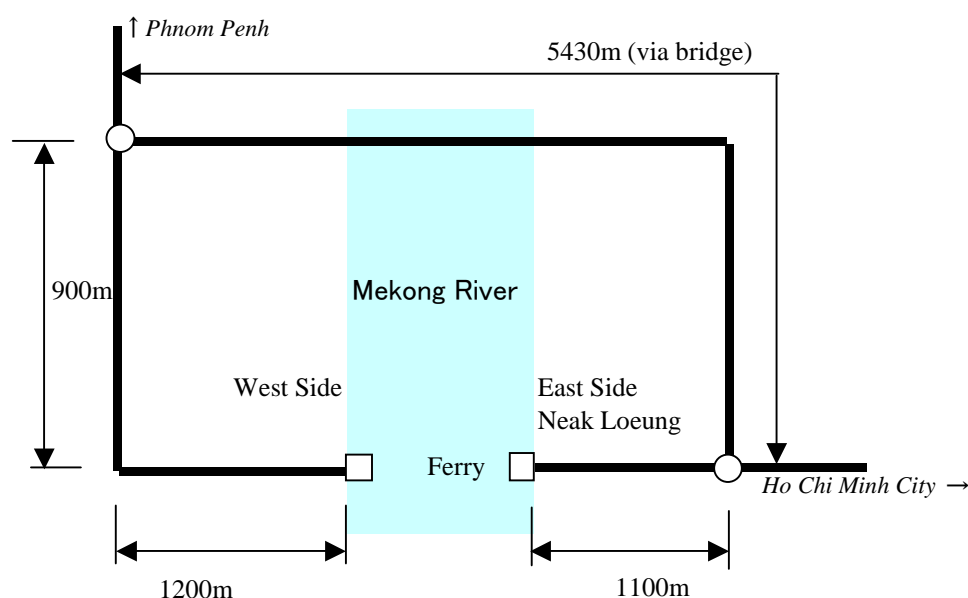 ↑ Phnom Penh
5430m (via bridge)
900m
Mekong River
West Side
East Side
Neak Loeung
Ferry
Ho Chi Minh City →
1200m
1100m